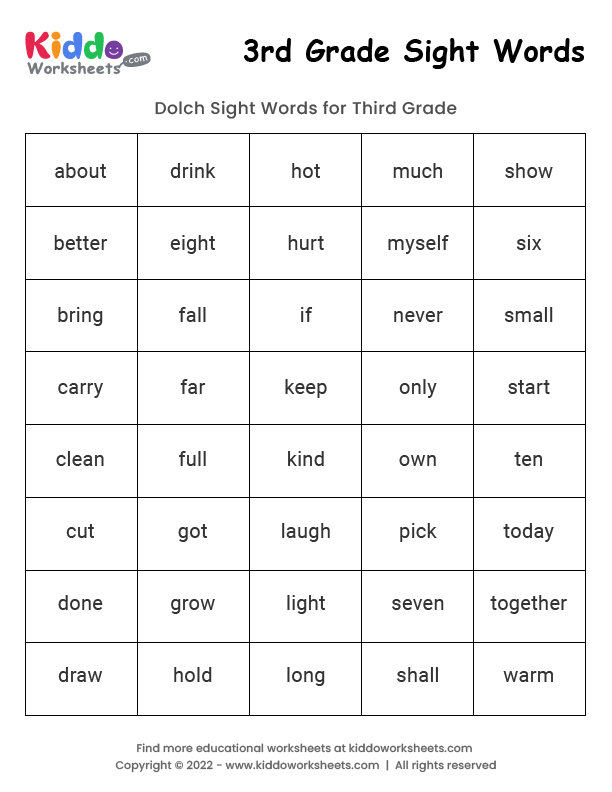 Kiddo
Worksheets.com
3rd Grade Sight Words
Dolch Sight Words for Third Grade
about drink hot much show
better eight hurt myself six
bring fall if never small
carry far keep only start
clean full kind own ten
cut got laugh pick today
done grow light seven together
draw hold long shall warm
Find more educational worksheets at kiddoworksheets.com
Copyright © 2022 - www.kiddoworksheets.com | All rights reserved